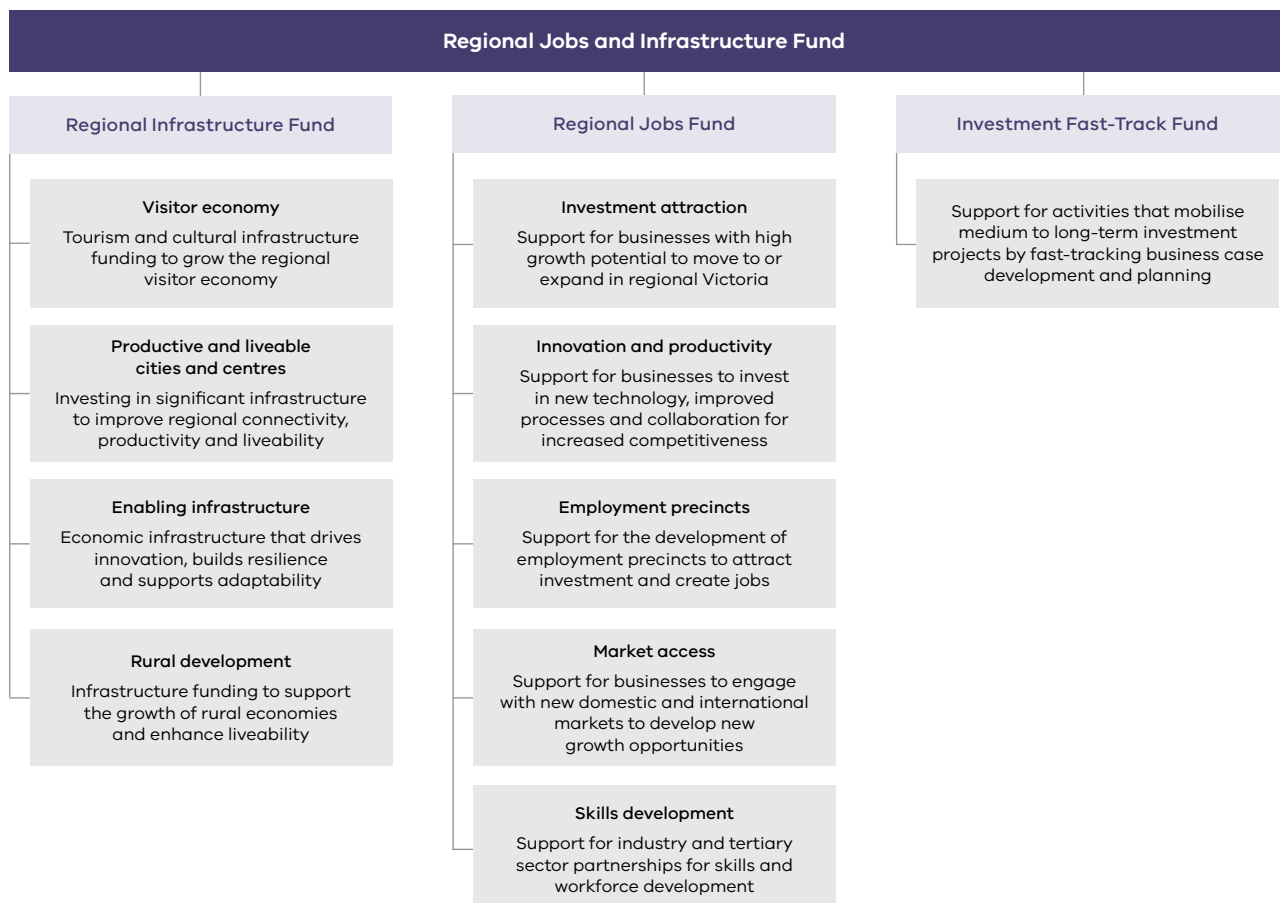 Regional Jobs and Infrastructure Fund
Regional Infrastructure Fund
Visitor economy
Tourism and cultural infrastructure
funding to grow the regional
visitor economy
Productive and liveable
cities and centres
Investing in significant infrastructure
to improve regional connectivity,
productivity and liveability
Enabling infrastructure
Economic infrastructure that drives
innovation, builds resilience
and supports adaptability
Rural development
Infrastructure funding to support
the growth of rural economies
and enhance liveability
Regional Jobs Fund
Investment attraction
Support for businesses with high
growth potential to move to or
expand in regional Victoria
Innovation and productivity
Support for businesses to invest
in new technology, improved
processes and collaboration for
increased competitiveness
Employment precincts
Support for the development of
employment precincts to attract
investment and create jobs
Market access
Support for businesses to engage
with new domestic and international
markets to develop new
growth opportunities
Skills development
Support for industry and tertiary
sector partnerships for skills and
workforce development
Investment Fast-Track Fund
Support for activities that mobilise
medium to long-term investment
projects by fast-tracking business case
development and planning